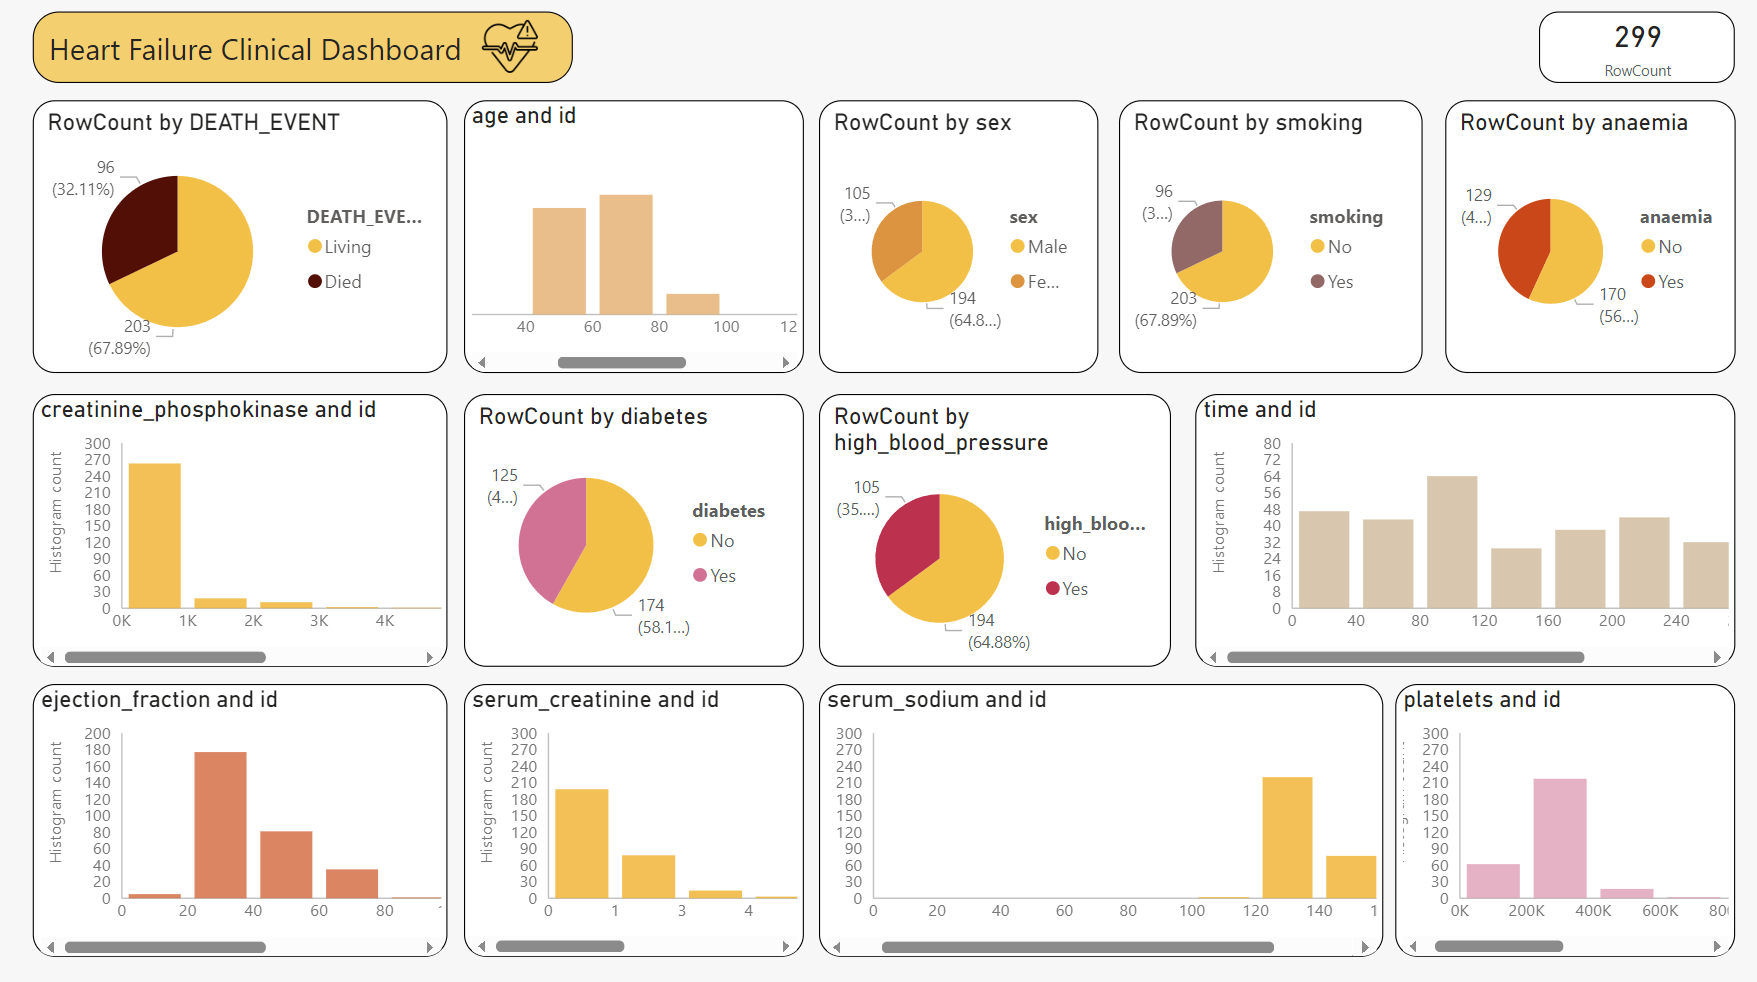 Heart Failure Clinical Dashboard
299
RowCount
RowCount by DEATH_EVENT
96
(32.11%)
203
(67.89%)
DEATH_EVE...
Living
Died
age and id
40 60 80 100 12
RowCount by sex
105
(3...)
194
(64.8...)
sex
Male
Fe...
RowCount by smoking
96
(3...)
203
(67.89%)
smoking
No
Yes
RowCount by anaemia
129
(4...)
170
(56...)
anaemia
No
Yes
creatinine_phosphokinase and id
Histogram count
300
270
240
210
180
150
120
90
60
30
0
0K 1K 2K 3K 4K
RowCount by diabetes
125
(4...)
174
(58.1...)
diabetes
No
Yes
RowCount by
high_blood_pressure
105
(35....)
194
(64.88%)
high_bloo...
No
Yes
time and id
Histogram count
80
72
64
56
48
40
32
24
16
8
0
0 40 80 120 160 200 240
ejection_fraction and id
Histogram count
200
180
160
140
120
100
80
60
40
20
0
0 20 40 60 80
serum_creatinine and id
Histogram count
300
270
240
210
180
150
120
90
60
30
0
0 1 3 4
serum_sodium and id
300
270
240
210
180
150
120
90
60
30
0
0 20 40 60 80 100 120 140 1
platelets and id
300
270
240
210
180
150
120
90
60
30
0
0K 200K 400K 600K 80